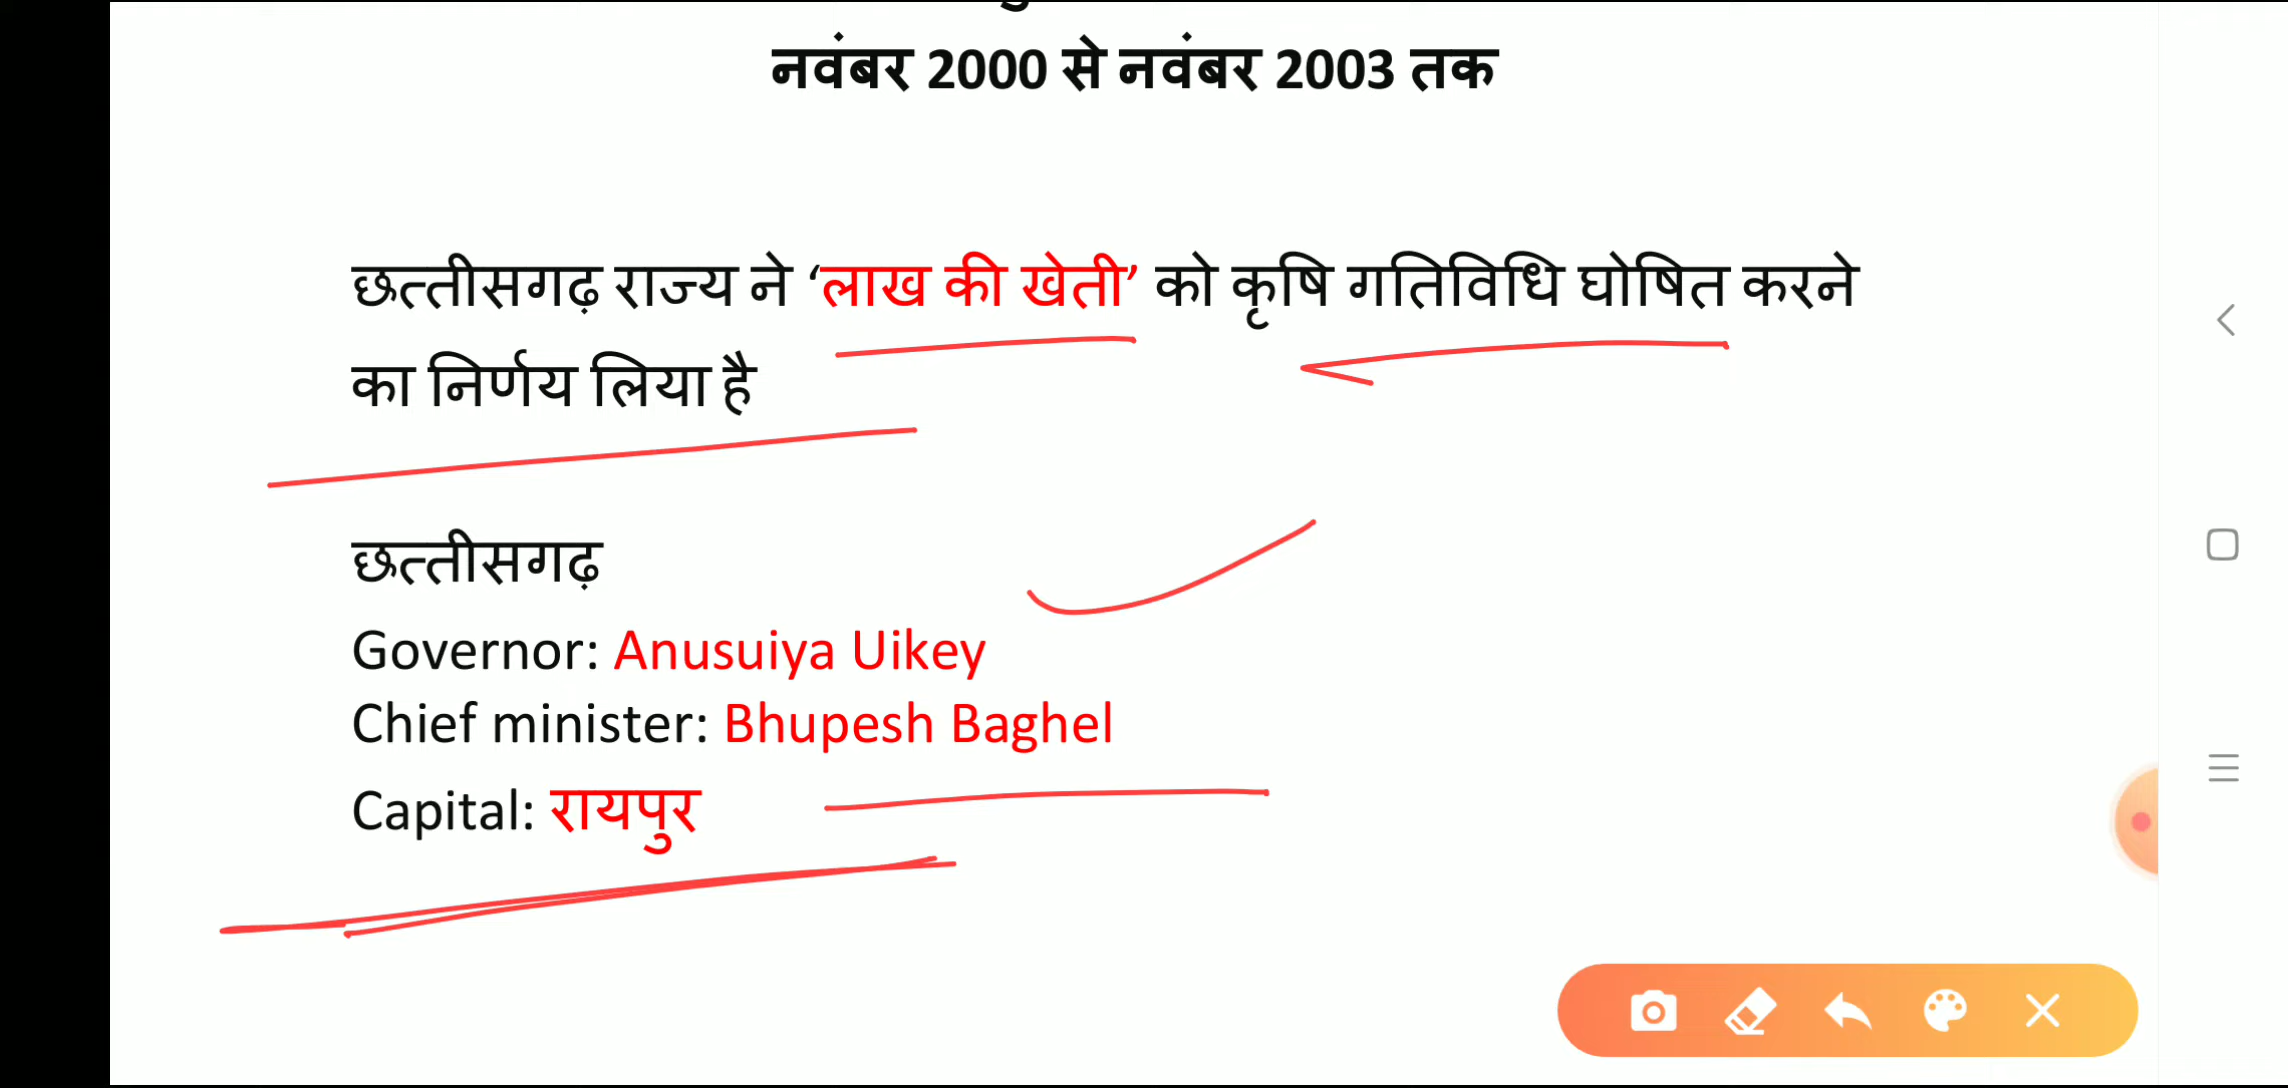 नवंबर 2000 से नवंबर 2003 तक
छत्तीसगढ़ राज्य ने ‘लाख की खेती’ को कृषि गतिविधि घोषित करने
का निर्णय लिया है
छत्तीसगढ़
Governor: Anusuiya Uikey
Chief minister: Bhupesh Baghel
Capital: रायपुर